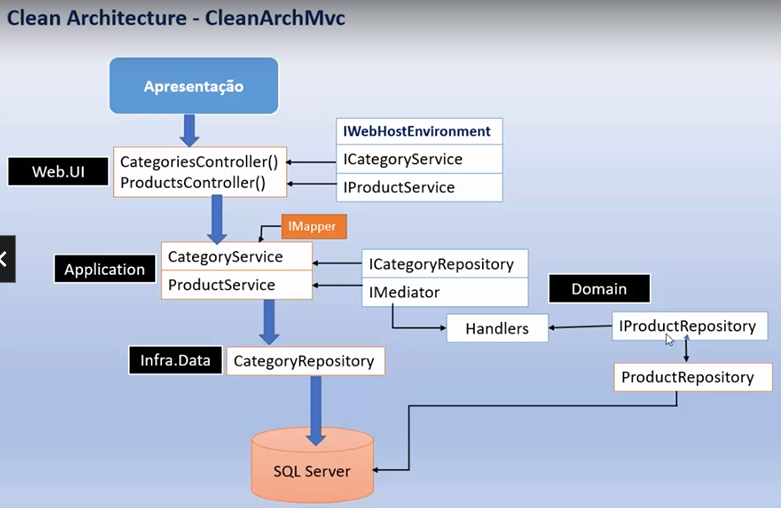 Clean Architecture - CleanArchMvc
Apresentação
IWebHostEnvironment
ICategoryService
IProductService
Web.UI
CategoriesController()
ProductsController()
IMapper
Application
CategoryService
ProductService
ICategoryRepository
IMediator
Domain
Handlers
IProductRepository
Infra.Data
CategoryRepository
ProductRepository
SQL Server